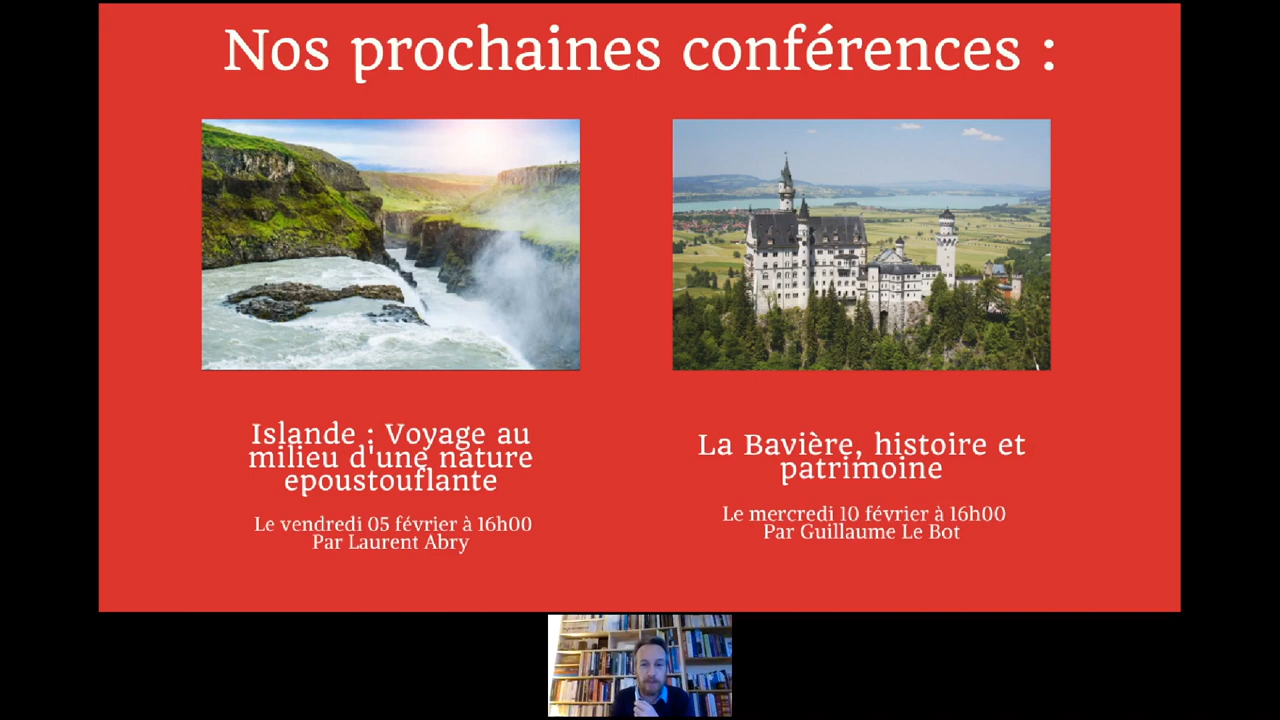 Nos prochaines conférences :
Islande : Voyage au
milieu d'une nature
epoustouflante
Le vendredi 05 février à 16h00
Par Laurent Abry
La Bavière, histoire et
patrimoine
Le mercredi 10 février à 16h00
Par Guillaume Le Bot